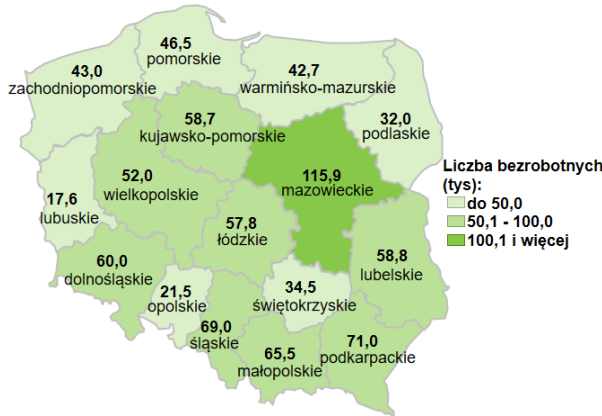 46,5
pomorskie
43,0
zachodniopomorskie
42,7
warmińsko-mazurskie
58,7
kujawsko-pomorskie
32,0
podlaskie
52,0
wielkopolskie
115,9
mazowieckie
17,6
lubuskie
57,8
łódzkie
60,0
dolnośląskie
58,8
lubelskie
21,5
opolskie
34,5
świętokrzyskie
69,0
śląskie
65,5
małopolskie
71,0
podkarpackie
Liczba bezrobotnych
(tys):
do 50,0
50,1 - 100,0
100,1 i więcej